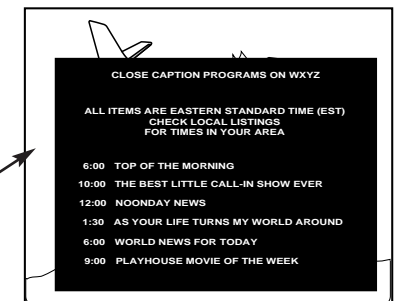 CLOSE CAPTION PROGRAMS ON WXYZ
ALL ITEMS ARE EASTERN STANDARD TIME (EST)
CHECK LOCAL LISTINGS
FOR TIMES IN YOUR AREA
6:00 TOP OF THE MORNING
10:00 THE BEST LITTLE CALL-IN SHOW EVER
12:00 NOONDAY NEWS
1:30 AS YOUR LIFE TURNS MY WORLD AROUND
6:00 WORLD NEWS FOR TODAY
9:00 PLAYHOUSE MOVIE OF THE WEEK